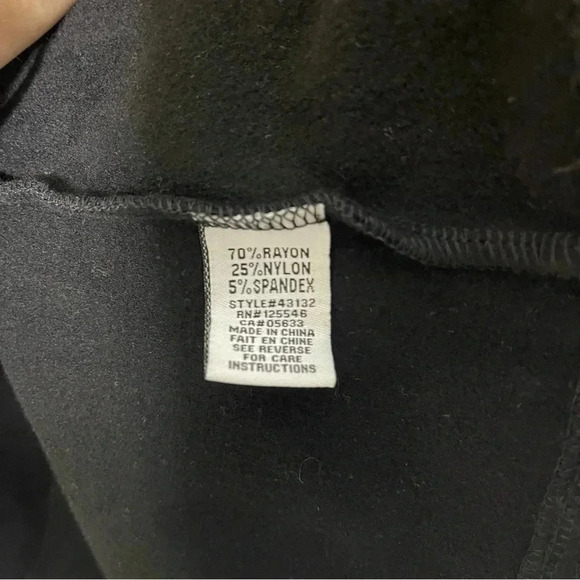 70%RAYON
25%NYLON
5%SPANDEX
STYLE#43132
RN#125546
CA#05633
MADE IN CHINA
FAIT EN CHINE
SEE REVERSE
FOR CARE
INSTRUCTIONS